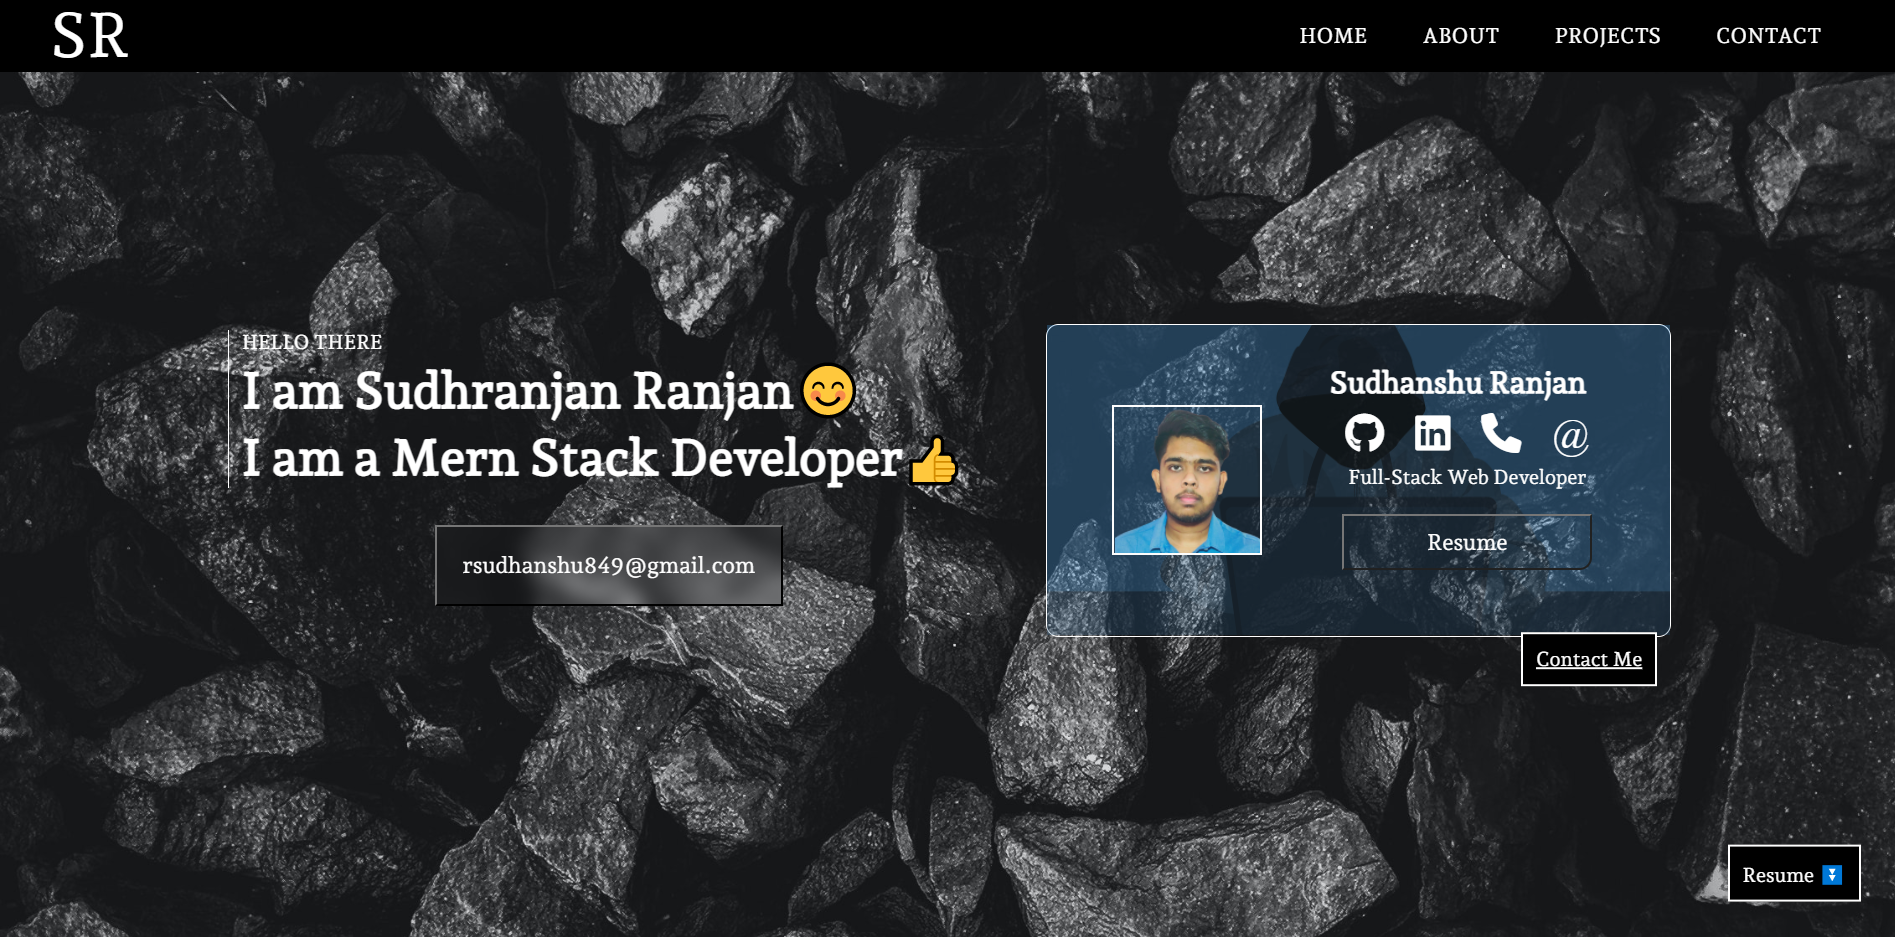 SR
HOME ABOUT PROJECTS CONTACT
HELLO THERE
I am Sudhranjan Ranjan😊
I am a Mern Stack Developer👍
rsudhanshu849@gmail.com
Sudhanshu Ranjan
@
Full-Stack Web Developer
Resume
Contact Me
Resume ⏬